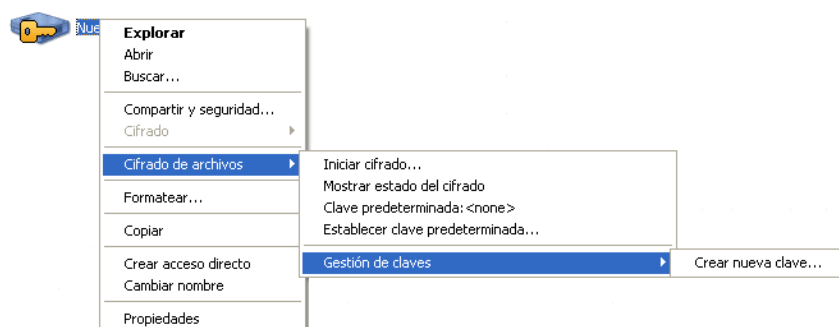 Nue
Explorar
Abrir
Buscar...
Compartir y seguridad...
Cifrado
Cifrado de archivos
Formatear...
Copiar
Crear acceso directo
Cambiar nombre
Propiedades
Iniciar cifrado...
Mostrar estado del cifrado
Clave predeterminada:<none>
Establecer clave predeterminada...
Gestión de claves
Crear nueva clave...